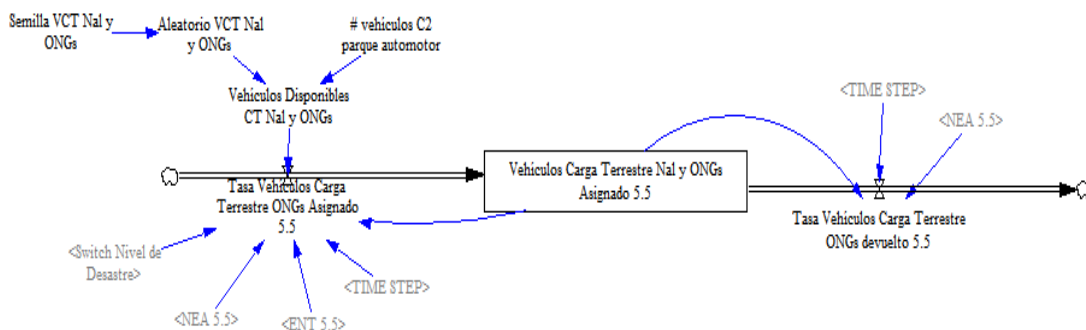 Semilla VCT Nal y
ONGs
Aleatorio VCT Nal
y ONGs
# vehiculos C2
parque automotor
Vehiculos Disponibles
CT Nal y ONGs
<TIME STEP>
<NEA 5.5>
Vehiculos Carga Terrestre Nal y ONGs
Asignado 5.5
Tasa Vehiculos Carga
Terrestre ONGs Asignado
5.5
Tasa Vehiculos Carga Terrestre
ONGs devuelto 5.5
<Switch Nivel de
Desastre>
<TIME STEP>
<NEA 5.5>
<ENT 5.5>